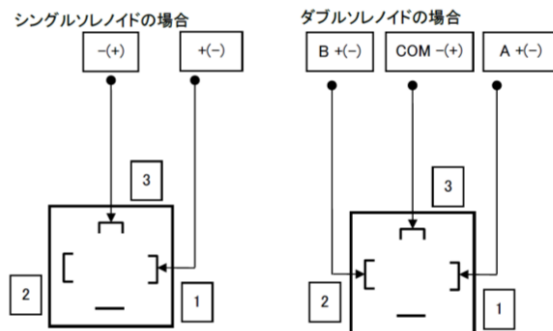 シングルソレノイドの場合
-(+)
+(-)
3
2
1
ダブルソレノイドの場合
B +(-)
COM -(+)
A +(-)
3
2
1